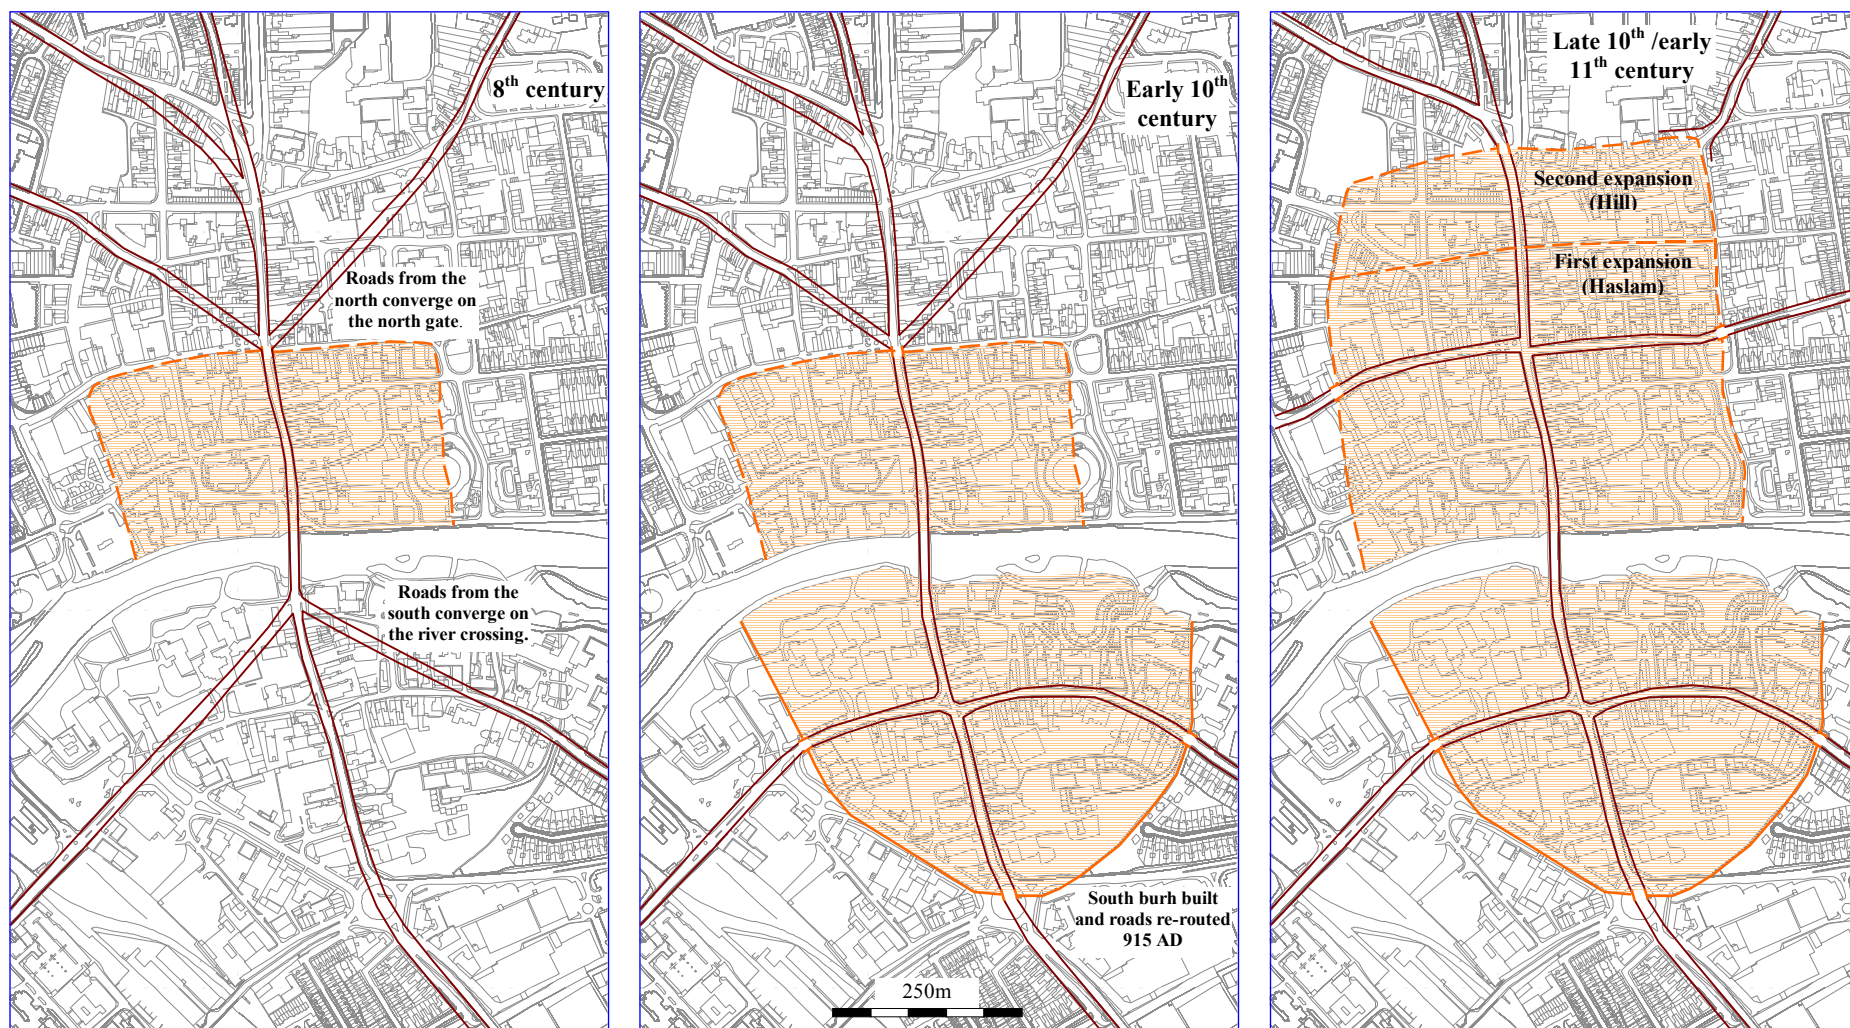 8th century
Roads from the
north converge on
the north gate.
Roads from the
south converge on
the river crossing.
Early 10th
century
South burh built
and roads re-routed
915 AD
250m
Late 10th /early
11th century
Second expansion
(Hill)
First expansion
(Haslam)